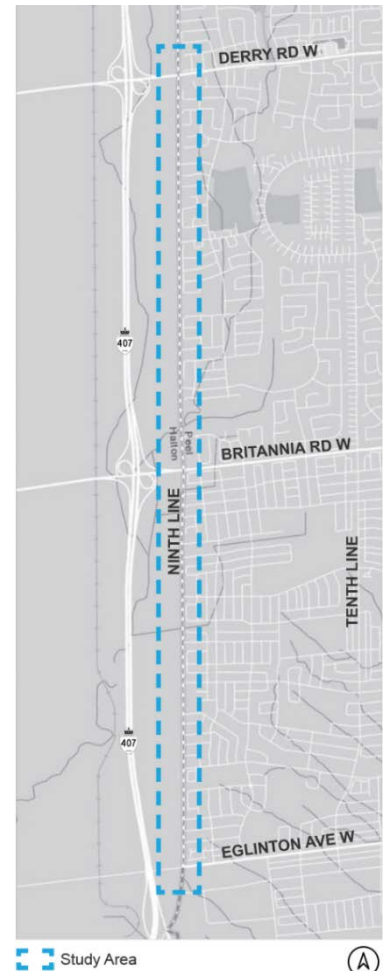 DERRY RD W
407
Peel
Halton
BRITANNIA RD W
NINTH LINE
TENTH LINE
407
EGLINTON AVE W
Study Area
A